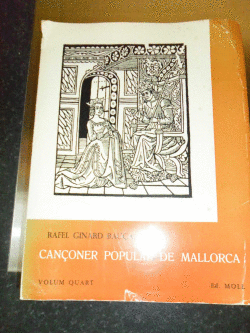 RAFEL GINARD
CANÇONER POPULAR DE MALLORCA
VOLUM QUART
Ed. MOLL